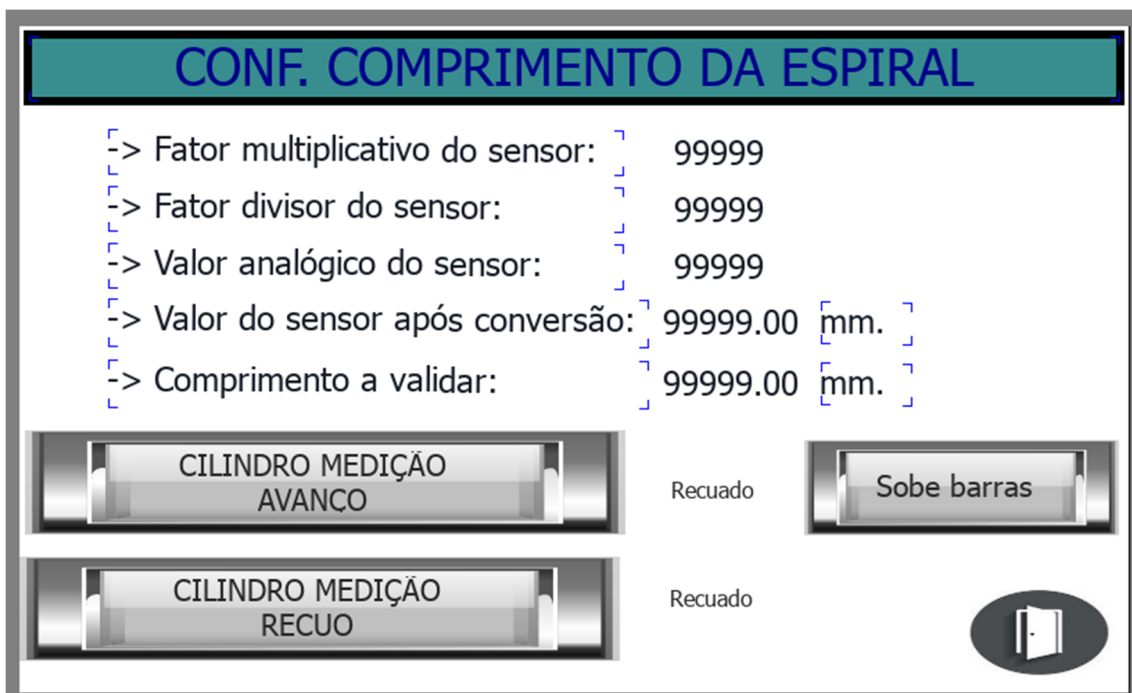 CONF. COMPRIMENTO DA ESPIRAL
-> Fator multiplicativo do sensor: 99999
-> Fator divisor do sensor: 99999
-> Valor analógico do sensor: 99999
-> Valor do sensor após conversão: 99999.00 mm.
-> Comprimento a validar: 99999.00 mm.
CILINDRO MEDIÇÃO
AVANÇO
Recuado
Sobe barras
CILINDRO MEDIÇÃO
RECUO
Recuado